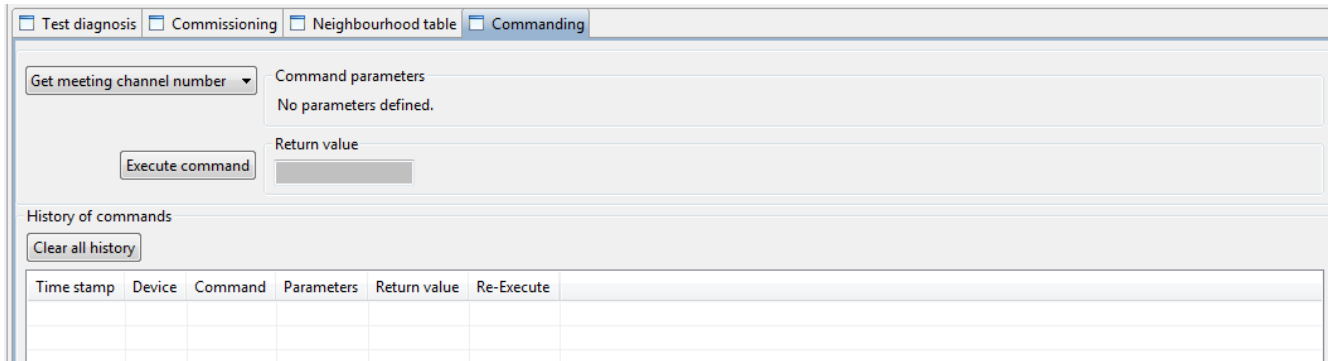 Test diagnosis Commissioning Neighbourhood table Commanding
Get meeting channel number
Command parameters
No parameters defined.
Execute command
Return value
History of commands
Clear all history
Time stamp Device Command Parameters Return value Re-Execute